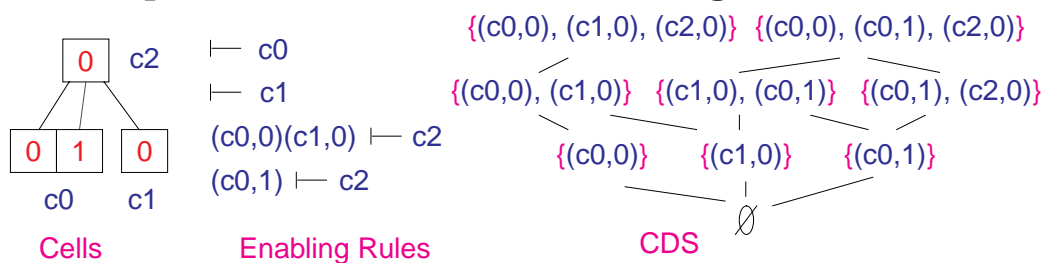 {(c0,0), (c1,0), (c2,0)} {(c0,0), (c0,1), (c2,0)}
0 c2
⊢ c0
⊢ c1
{(c0,0), (c1,0)} {(c1,0), (c0,1)} {(c0,1), (c2,0)}
(c0,0)(c1,0) ⊢ c2
0 1 0
{(c0,0)} {(c1,0)} {(c0,1)}
(c0,1) ⊢ c2
c0 c1
∅
Cells Enabling Rules CDS